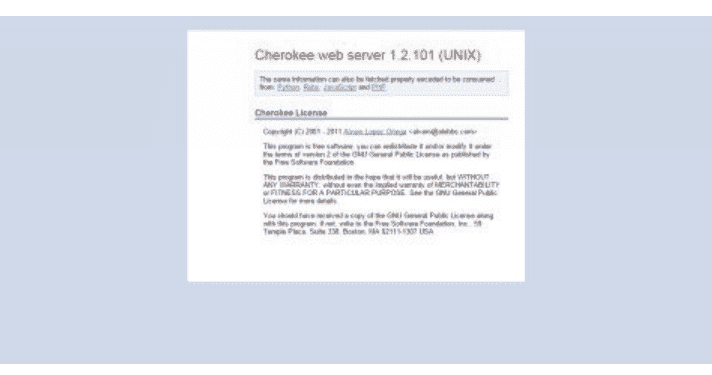 Cherokee web server 1.2.101 (UNIX)
The same information can also be fetched properly encoded to be consumed
from: Python, Ruby, JavaScript and PHP.
Cherokee License
Copyright (C) 2001 - 2011 Alvaro Lopez Ortega <alvaro@alobbs.com>
This program is free software; you can redistribute it and/or modify it under
the terms of version 2 of the GNU General Public License as published by
the Free Software Foundation.
This program is distributed in the hope that it will be useful, but WITHOUT
ANY WARRANTY; without even the implied warranty of MERCHANTABILITY
or FITNESS FOR A PARTICULAR PURPOSE. See the GNU General Public
License for more details.
You should have received a copy of the GNU General Public License along
with this program; if not, write to the Free Software Foundation, Inc., 59
Temple Place, Suite 330, Boston, MA 02111-1307 USA